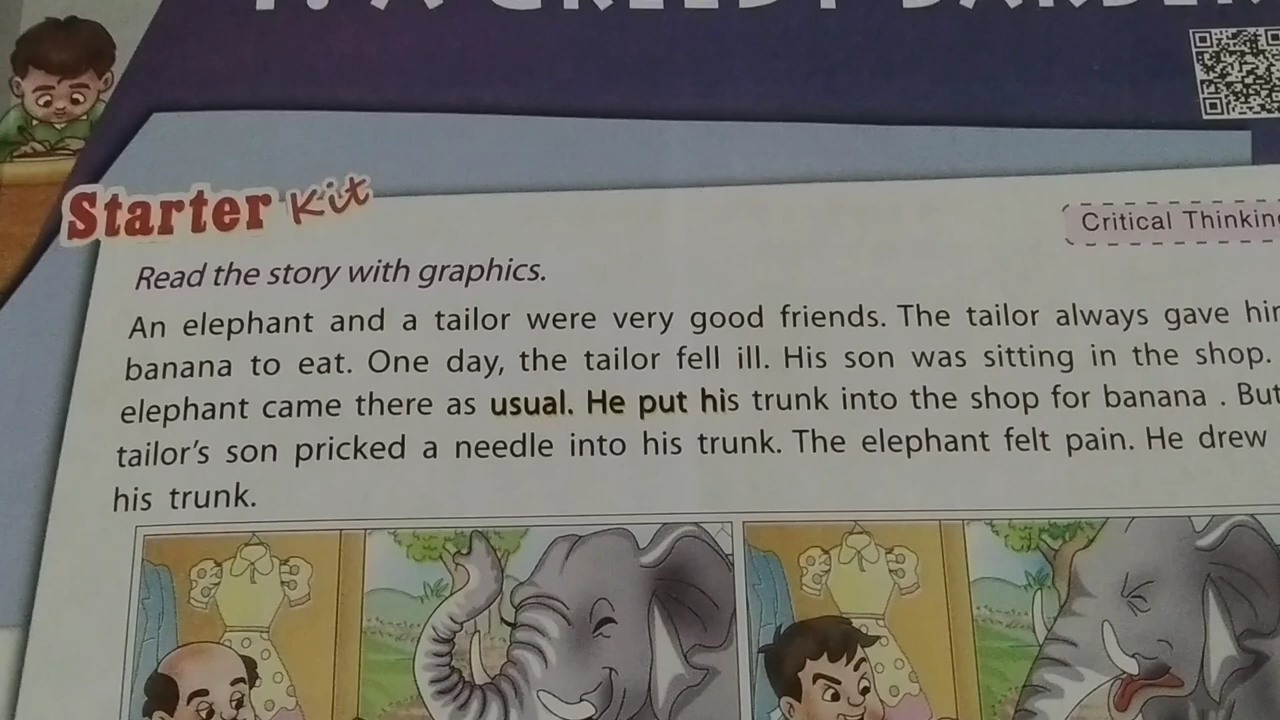 1. A GREEDY
Starter Kit
Critical Thinking
Read the story with graphics.
An elephant and a tailor were very good friends. The tailor always gave
banana to eat. One day, the tailor fell ill. His son was sitting in the shop.
elephant came there as usual. He put his trunk into the shop for banana . But
tailor's son pricked a needle into his trunk. The elephant felt pain. He drew
his trunk.